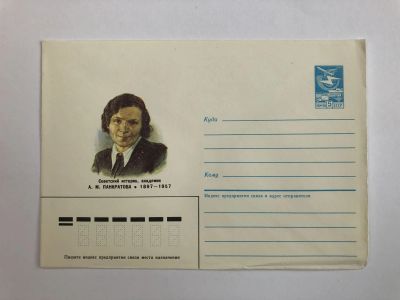 Советский историк, академик
А. М. ПАНКРАТОВА • 1897—1957
Куда
Кому
Индекс предприятия связи и адрес отправителя
Пишите индекс предприятия связи места назначения